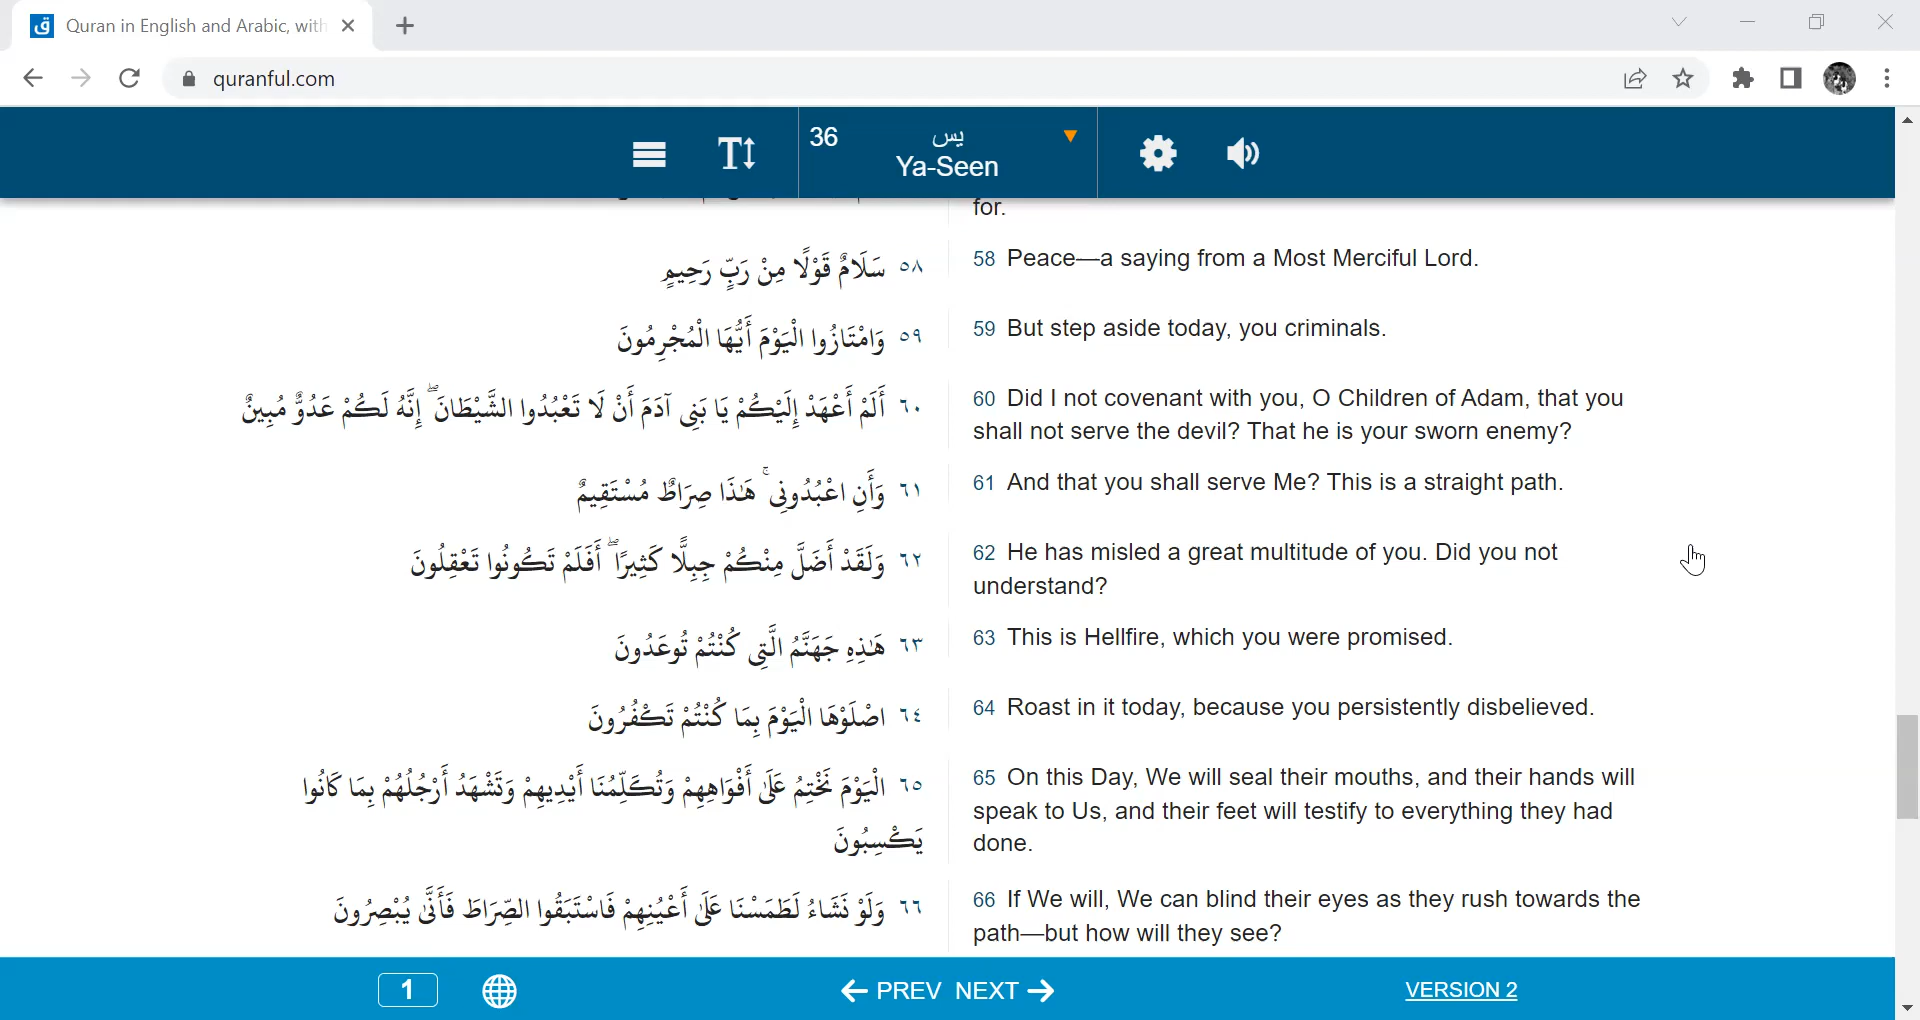 Quran in English and Arabic, with
quranful.com
36
يس
Ya-Seen
for.
٥٨ سَلَامٌ قَوْلًا مِنْ رَبٍّ رَحِيمٍ
58 Peace—a saying from a Most Merciful Lord.
٥٩ وَامْتَازُوا الْيَوْمَ أَيُّهَا الْمُجْرِمُونَ
59 But step aside today, you criminals.
٦٠ أَلَمْ أَعْهَدْ إِلَيْكُمْ يَا بَنِي آدَمَ أَنْ لَا تَعْبُدُوا الشَّيْطَانَ ۖ إِنَّهُ لَكُمْ عَدُوٌّ مُبِينٌ
60 Did I not covenant with you, O Children of Adam, that you
shall not serve the devil? That he is your sworn enemy?
٦١ وَأَنِ اعْبُدُونِي ۚ هَٰذَا صِرَاطٌ مُسْتَقِيمٌ
61 And that you shall serve Me? This is a straight path.
٦٢ وَلَقَدْ أَضَلَّ مِنْكُمْ جِبِلًّا كَثِيرًا ۖ أَفَلَمْ تَكُونُوا تَعْقِلُونَ
62 He has misled a great multitude of you. Did you not
understand?
٦٣ هَٰذِهِ جَهَنَّمُ الَّتِي كُنْتُمْ تُوعَدُونَ
63 This is Hellfire, which you were promised.
٦٤ اصْلَوْهَا الْيَوْمَ بِمَا كُنْتُمْ تَكْفُرُونَ
64 Roast in it today, because you persistently disbelieved.
٦٥ الْيَوْمَ نَخْتِمُ عَلَىٰ أَفْوَاهِهِمْ وَتُكَلِّمُنَا أَيْدِيهِمْ وَتَشْهَدُ أَرْجُلُهُمْ بِمَا كَانُوا
يَكْسِبُونَ
65 On this Day, We will seal their mouths, and their hands will
speak to Us, and their feet will testify to everything they had
done.
٦٦ وَلَوْ نَشَاءُ لَطَمَسْنَا عَلَىٰ أَعْيُنِهِمْ فَاسْتَبَقُوا الصِّرَاطَ فَأَنَّىٰ يُبْصِرُونَ
66 If We will, We can blind their eyes as they rush towards the
path—but how will they see?
1
PREV NEXT
VERSION 2